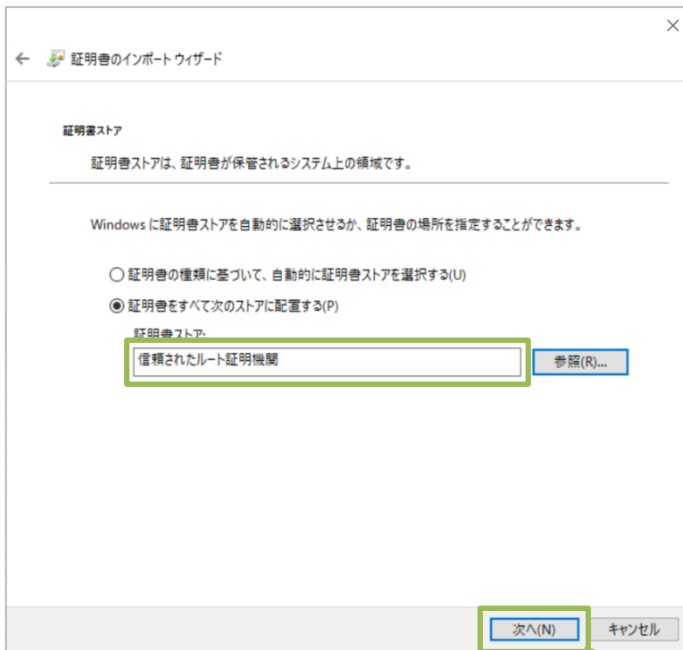 証明書のインポート ウィザード
証明書ストア
証明書ストアは、証明書が保管されるシステム上の領域です。
Windows に証明書ストアを自動的に選択させるか、証明書の場所を指定することができます。
証明書の種類に基づいて、自動的に証明書ストアを選択する(U)
証明書をすべて次のストアに配置する(P)
証明書ストア:
信頼されたルート証明機関
参照(R)...
次へ(N)
キャンセル